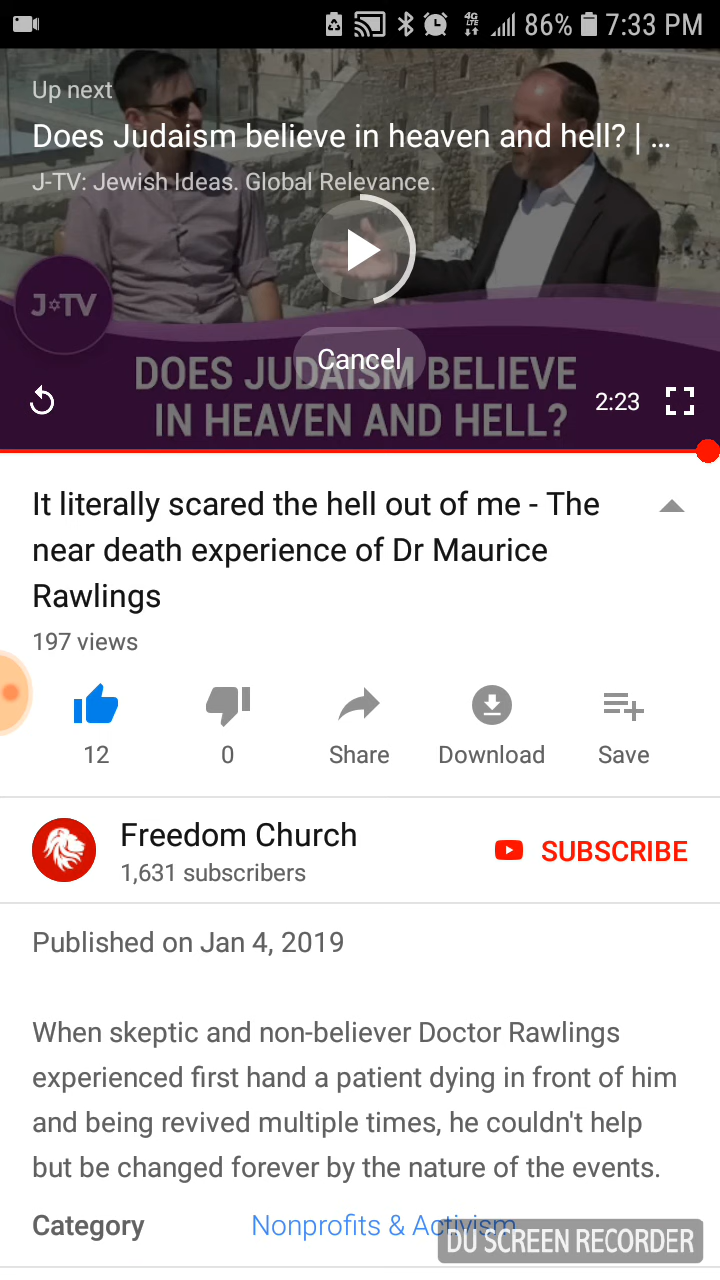 4G
LTE
86%
7:33 PM
Up next
Does Judaism believe in heaven and hell? | ...
J-TV: Jewish Ideas. Global Relevance.
J✡TV
Cancel
DOES JUDAISM BELIEVE
IN HEAVEN AND HELL?
2:23
It literally scared the hell out of me - The
near death experience of Dr Maurice
Rawlings
197 views
12
0
Share
Download
Save
Freedom Church
1,631 subscribers
SUBSCRIBE
Published on Jan 4, 2019
When skeptic and non-believer Doctor Rawlings
experienced first hand a patient dying in front of him
and being revived multiple times, he couldn't help
but be changed forever by the nature of the events.
Category
Nonprofits & Activism
DU SCREEN RECORDER